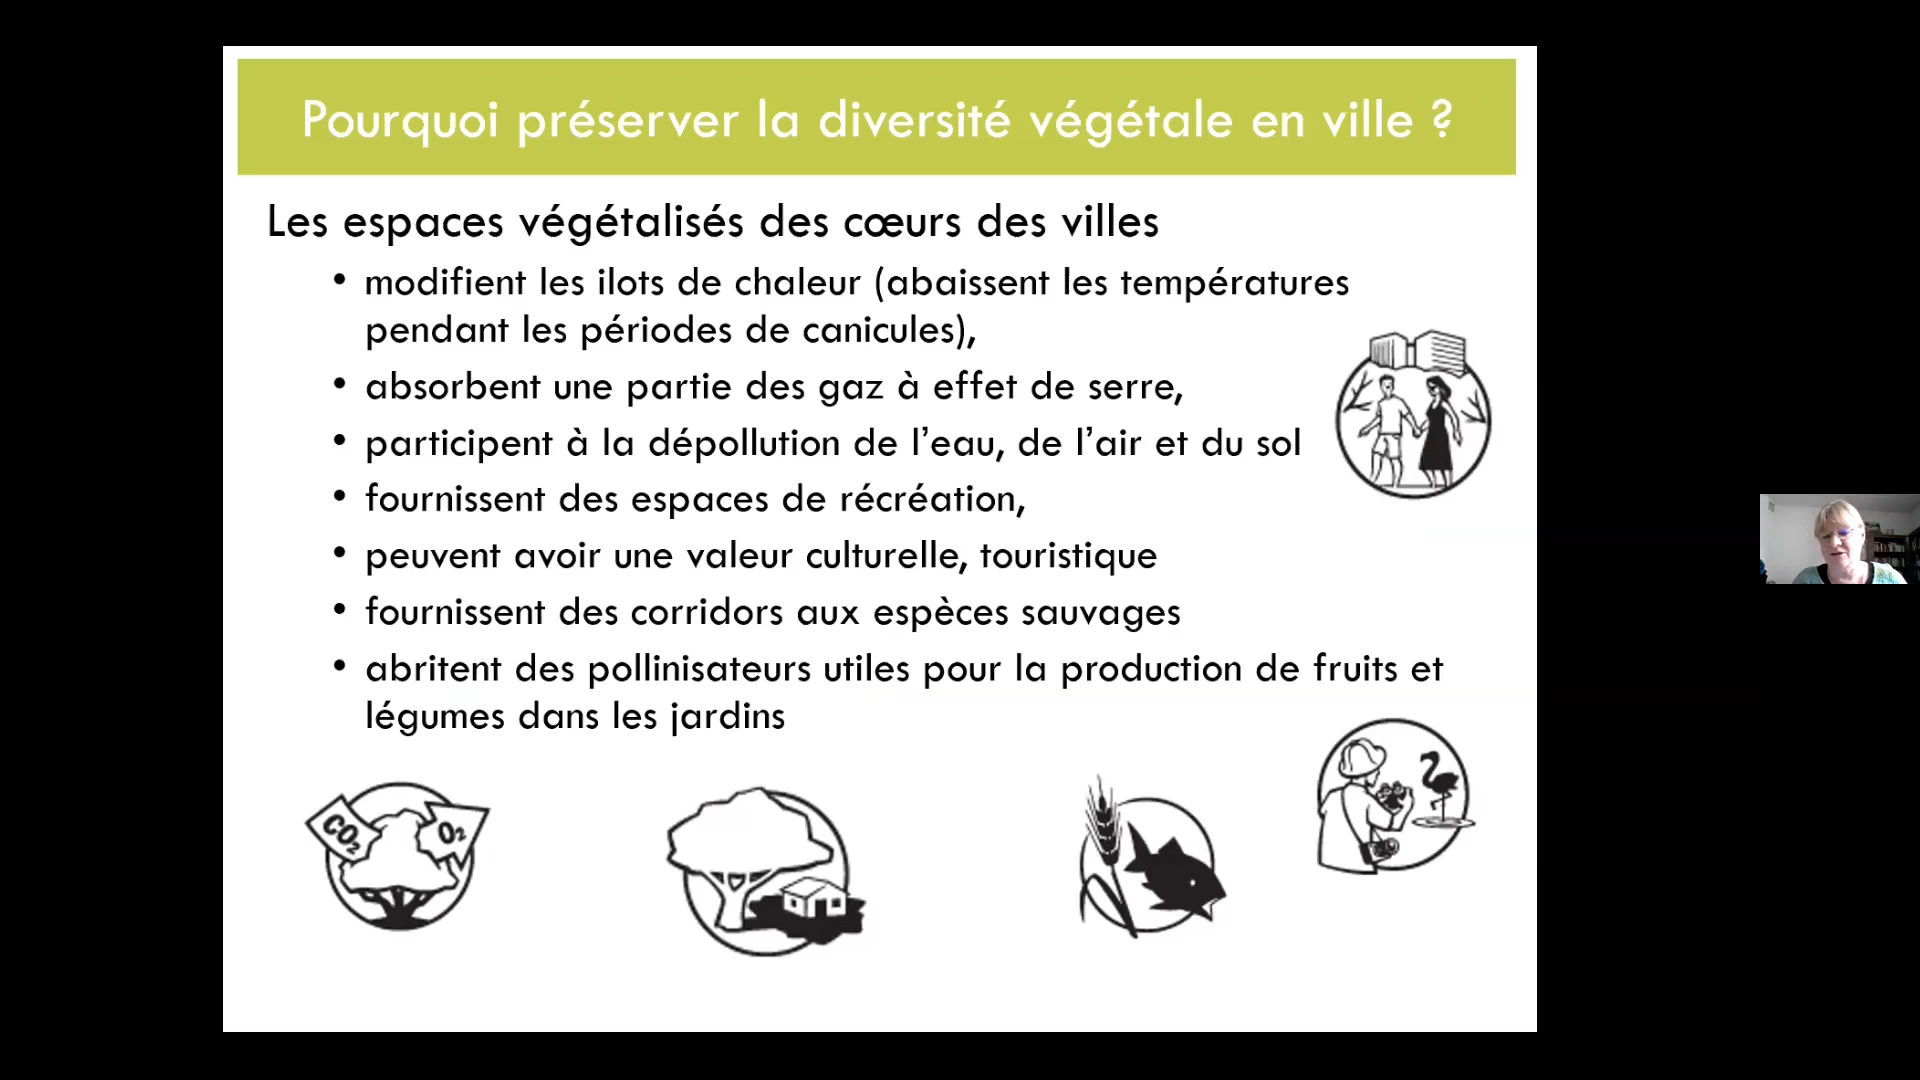 Pourquoi préserver la diversité végétale en ville ?
Les espaces végétalisés des cœurs des villes
• modifient les ilots de chaleur (abaissent les températures
pendant les périodes de canicules),
• absorbent une partie des gaz à effet de serre,
• participent à la dépollution de l’eau, de l’air et du sol
• fournissent des espaces de récréation,
• peuvent avoir une valeur culturelle, touristique
• fournissent des corridors aux espèces sauvages
• abritent des pollinisateurs utiles pour la production de fruits et
légumes dans les jardins
CO2
O2